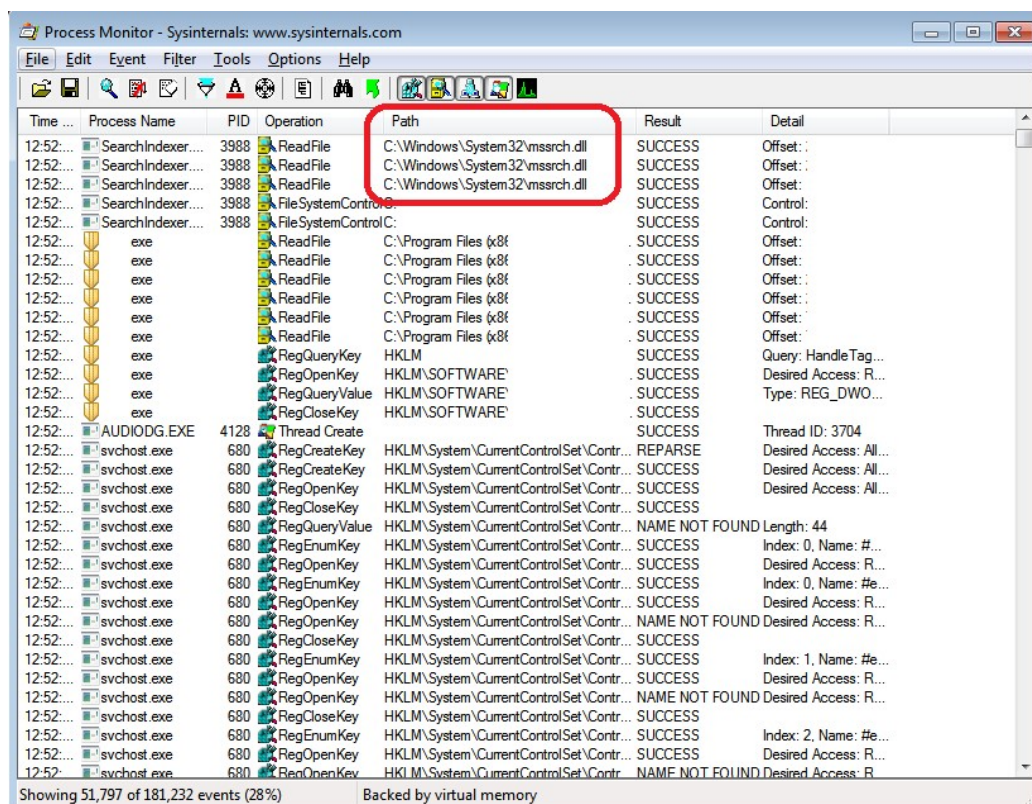 Process Monitor - Sysinternals: www.sysinternals.com
File Edit Event Filter Tools Options Help
Time ... Process Name PID Operation Path Result Detail
12:52:... SearchIndexer.... 3988 ReadFile C:\Windows\System32\mssrch.dll SUCCESS Offset:
12:52:... SearchIndexer.... 3988 ReadFile C:\Windows\System32\mssrch.dll SUCCESS Offset:
12:52:... SearchIndexer.... 3988 ReadFile C:\Windows\System32\mssrch.dll SUCCESS Offset:
12:52:... SearchIndexer.... 3988 FileSystemControl C: SUCCESS Control:
12:52:... SearchIndexer.... 3988 FileSystemControl C: SUCCESS Control:
12:52:... exe ReadFile C:\Program Files (x86 . SUCCESS Offset:
12:52:... exe ReadFile C:\Program Files (x86 . SUCCESS Offset:
12:52:... exe ReadFile C:\Program Files (x86 . SUCCESS Offset:
12:52:... exe ReadFile C:\Program Files (x86 . SUCCESS Offset:
12:52:... exe ReadFile C:\Program Files (x86 . SUCCESS Offset:
12:52:... exe ReadFile C:\Program Files (x86 . SUCCESS Offset:
12:52:... exe RegQueryKey HKLM SUCCESS Query: HandleTag...
12:52:... exe RegOpenKey HKLM\SOFTWARE\ . SUCCESS Desired Access: R...
12:52:... exe RegQueryValue HKLM\SOFTWARE\ . SUCCESS Type: REG_DWO...
12:52:... exe RegCloseKey HKLM\SOFTWARE\ . SUCCESS
12:52:... AUDIODG.EXE 4128 Thread Create SUCCESS Thread ID: 3704
12:52:... svchost.exe 680 RegCreateKey HKLM\System\CurrentControlSet\Contr... REPARSE Desired Access: All...
12:52:... svchost.exe 680 RegCreateKey HKLM\System\CurrentControlSet\Contr... SUCCESS Desired Access: All...
12:52:... svchost.exe 680 RegOpenKey HKLM\System\CurrentControlSet\Contr... SUCCESS Desired Access: All...
12:52:... svchost.exe 680 RegCloseKey HKLM\System\CurrentControlSet\Contr... SUCCESS
12:52:... svchost.exe 680 RegQueryValue HKLM\System\CurrentControlSet\Contr... NAME NOT FOUND Length: 44
12:52:... svchost.exe 680 RegEnumKey HKLM\System\CurrentControlSet\Contr... SUCCESS Index: 0, Name: #...
12:52:... svchost.exe 680 RegOpenKey HKLM\System\CurrentControlSet\Contr... SUCCESS Desired Access: R...
12:52:... svchost.exe 680 RegEnumKey HKLM\System\CurrentControlSet\Contr... SUCCESS Index: 0, Name: #e...
12:52:... svchost.exe 680 RegOpenKey HKLM\System\CurrentControlSet\Contr... SUCCESS Desired Access: R...
12:52:... svchost.exe 680 RegOpenKey HKLM\System\CurrentControlSet\Contr... NAME NOT FOUND Desired Access: R...
12:52:... svchost.exe 680 RegCloseKey HKLM\System\CurrentControlSet\Contr... SUCCESS
12:52:... svchost.exe 680 RegEnumKey HKLM\System\CurrentControlSet\Contr... SUCCESS Index: 1, Name: #e...
12:52:... svchost.exe 680 RegOpenKey HKLM\System\CurrentControlSet\Contr... SUCCESS Desired Access: R...
12:52:... svchost.exe 680 RegOpenKey HKLM\System\CurrentControlSet\Contr... NAME NOT FOUND Desired Access: R...
12:52:... svchost.exe 680 RegCloseKey HKLM\System\CurrentControlSet\Contr... SUCCESS
12:52:... svchost.exe 680 RegEnumKey HKLM\System\CurrentControlSet\Contr... SUCCESS Index: 2, Name: #e...
12:52:... svchost.exe 680 RegOpenKey HKLM\System\CurrentControlSet\Contr... SUCCESS Desired Access: R...
12:52:... svchost.exe 680 RegOpenKey HKLM\System\CurrentControlSet\Contr... NAME NOT FOUND Desired Access: R...
Showing 51,797 of 181,232 events (28%) Backed by virtual memory